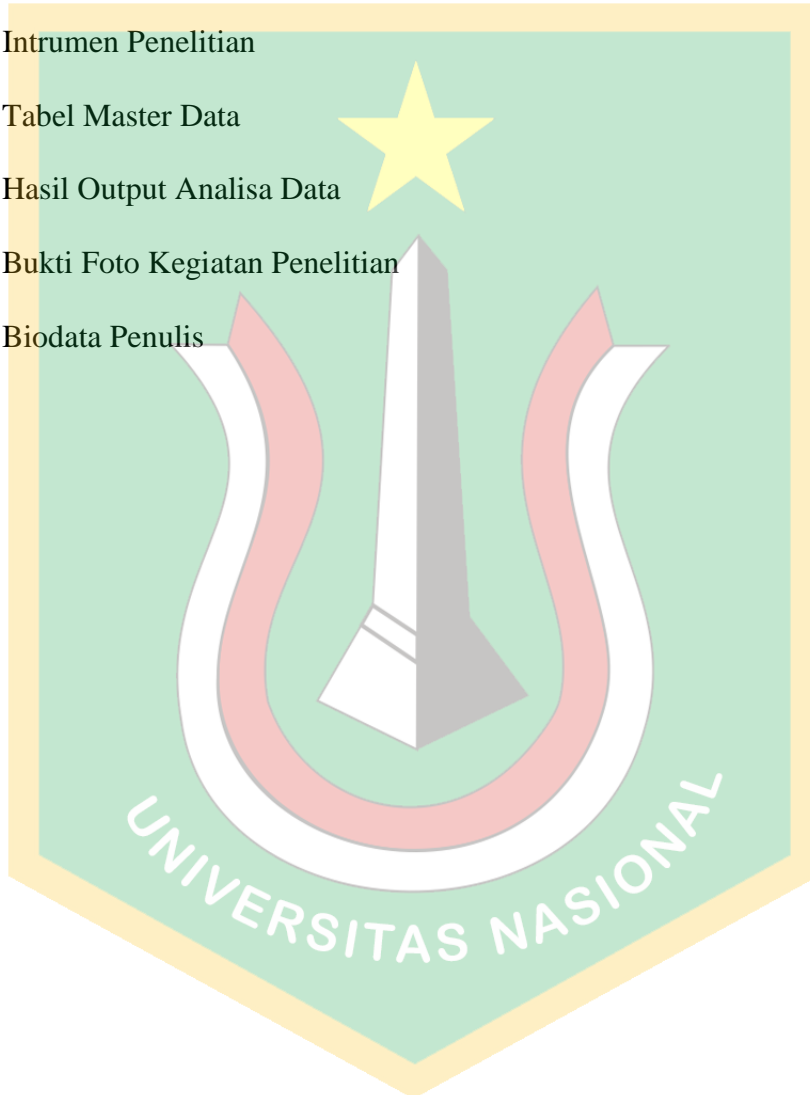 Intrumen Penelitian
Tabel Master Data
Hasil Output Analisa Data
Bukti Foto Kegiatan Penelitian
Biodata Penulis
UNIVERSITAS NASIONAL